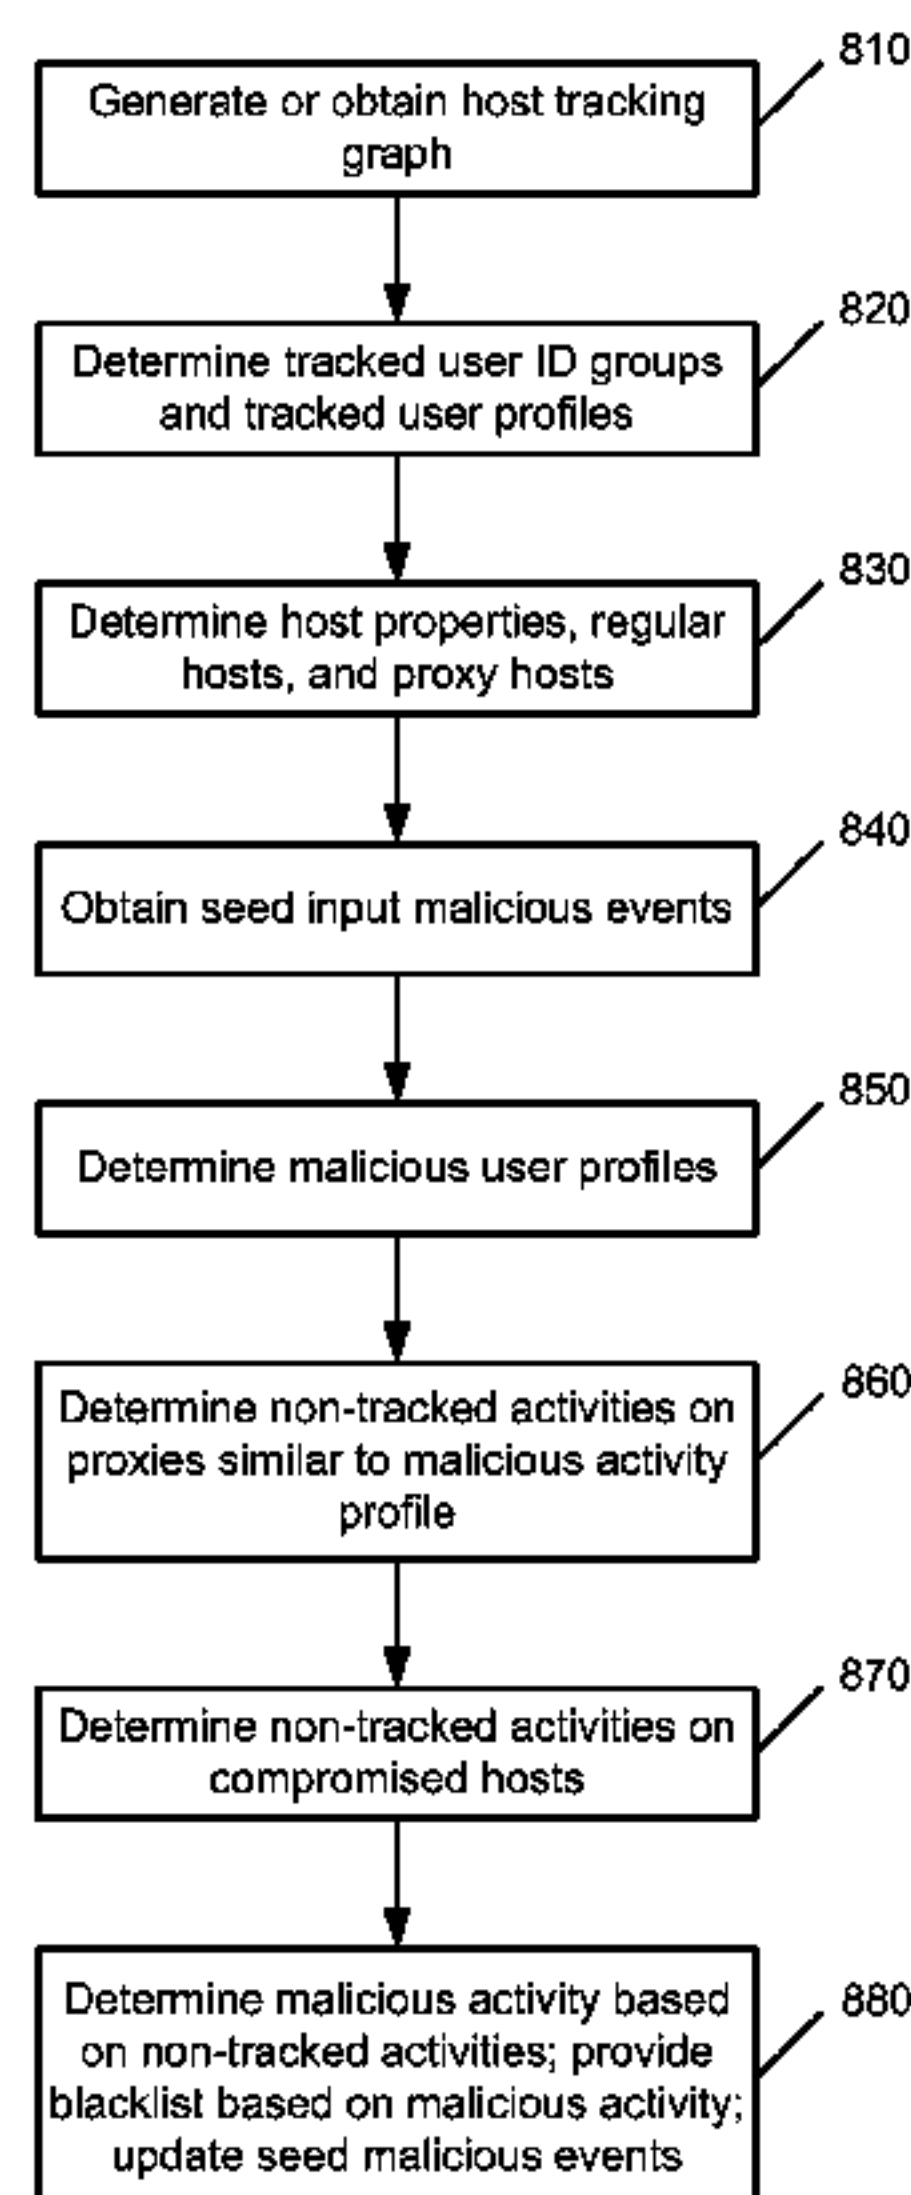 810
Generate or obtain host tracking
graph
820
Determine tracked user ID groups
and tracked user profiles
830
Determine host properties, regular
hosts, and proxy hosts
840
Obtain seed input malicious events
850
Determine malicious user profiles
860
Determine non-tracked activities on
proxies similar to malicious activity
profile
870
Determine non-tracked activities on
compromised hosts
880
Determine malicious activity based
on non-tracked activities; provide
blacklist based on malicious activity;
update seed malicious events